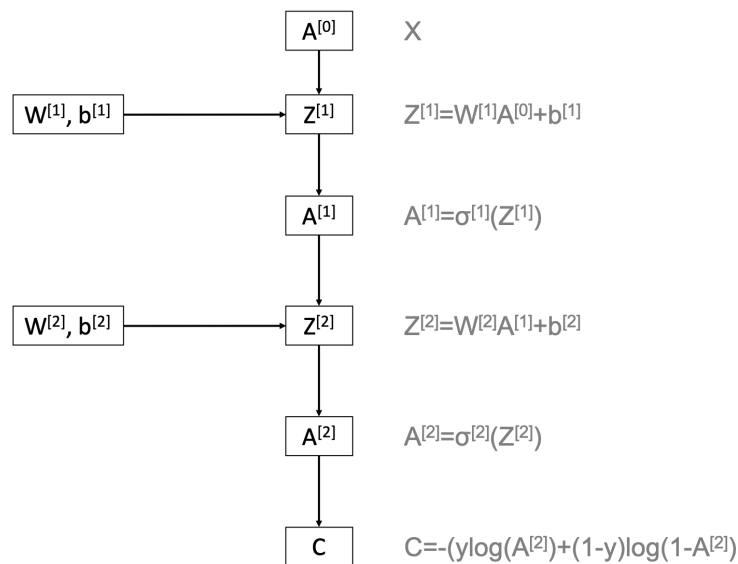 A[0] X
W[1], b[1] Z[1] Z[1]=W[1]A[0]+b[1]
A[1] A[1]=σ[1](Z[1])
W[2], b[2] Z[2] Z[2]=W[2]A[1]+b[2]
A[2] A[2]=σ[2](Z[2])
C C=-(ylog(A[2])+(1-y)log(1-A[2])